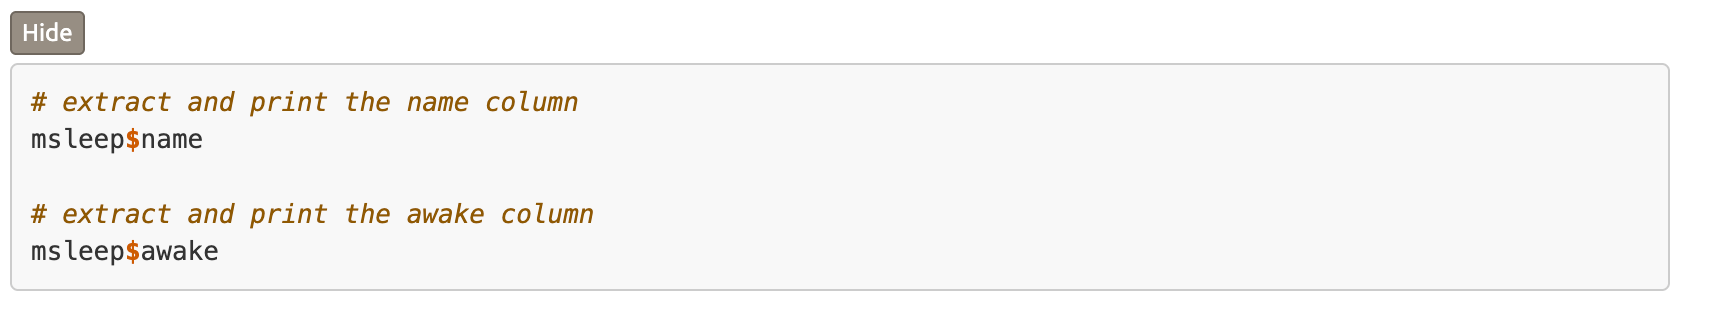 Hide
# extract and print the name column
msleep$name
# extract and print the awake column
msleep$awake